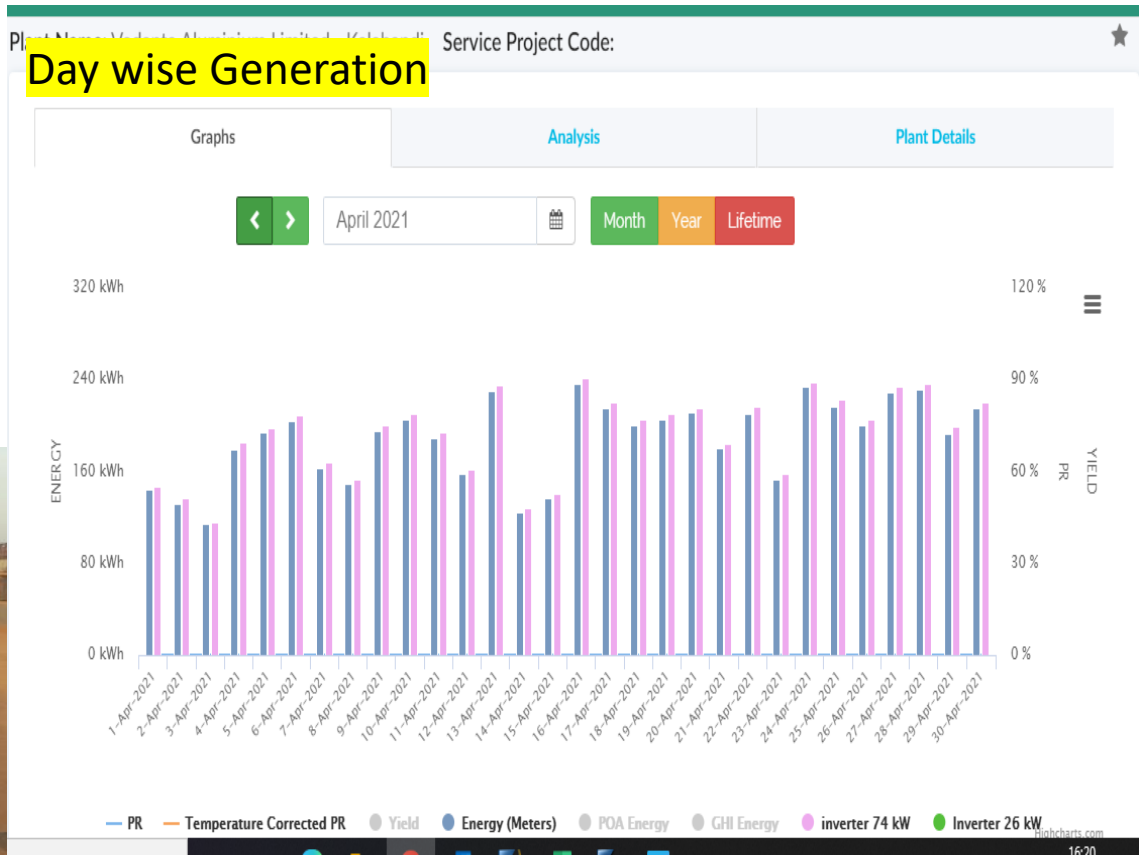 Day wise Generation
Service Project Code:
Graphs Analysis Plant Details
April 2021 Month Year Lifetime
320 kWh 120 %
240 kWh 90 %
160 kWh 60 %
80 kWh 30 %
0 kWh 0 %
ENERGY
PR
YIELD
1-Apr-2021
2-Apr-2021
3-Apr-2021
4-Apr-2021
5-Apr-2021
6-Apr-2021
7-Apr-2021
8-Apr-2021
9-Apr-2021
10-Apr-2021
11-Apr-2021
12-Apr-2021
13-Apr-2021
14-Apr-2021
15-Apr-2021
16-Apr-2021
17-Apr-2021
18-Apr-2021
19-Apr-2021
20-Apr-2021
21-Apr-2021
22-Apr-2021
23-Apr-2021
24-Apr-2021
25-Apr-2021
26-Apr-2021
27-Apr-2021
28-Apr-2021
29-Apr-2021
30-Apr-2021
PR Temperature Corrected PR Yield Energy (Meters) POA Energy GHI Energy inverter 74 kW Inverter 26 kW
Highcharts.com
16:20